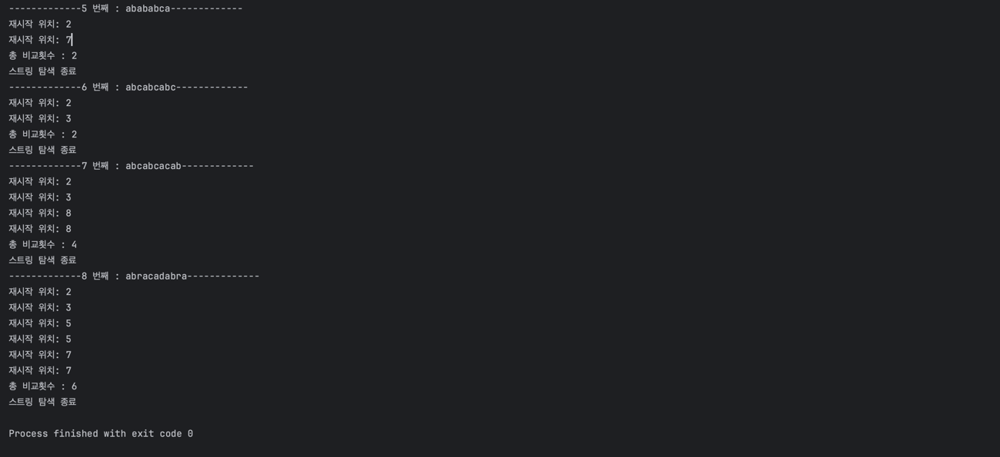 -------------5 번째 : abababca-------------
재시작 위치: 2
재시작 위치: 7
총 비교횟수 : 2
스트링 탐색 종료
-------------6 번째 : abcabcabc-------------
재시작 위치: 2
재시작 위치: 3
총 비교횟수 : 2
스트링 탐색 종료
-------------7 번째 : abcabcacab-------------
재시작 위치: 2
재시작 위치: 3
재시작 위치: 8
재시작 위치: 8
총 비교횟수 : 4
스트링 탐색 종료
-------------8 번째 : abracadabra-------------
재시작 위치: 2
재시작 위치: 3
재시작 위치: 5
재시작 위치: 5
재시작 위치: 7
재시작 위치: 7
총 비교횟수 : 6
스트링 탐색 종료
Process finished with exit code 0